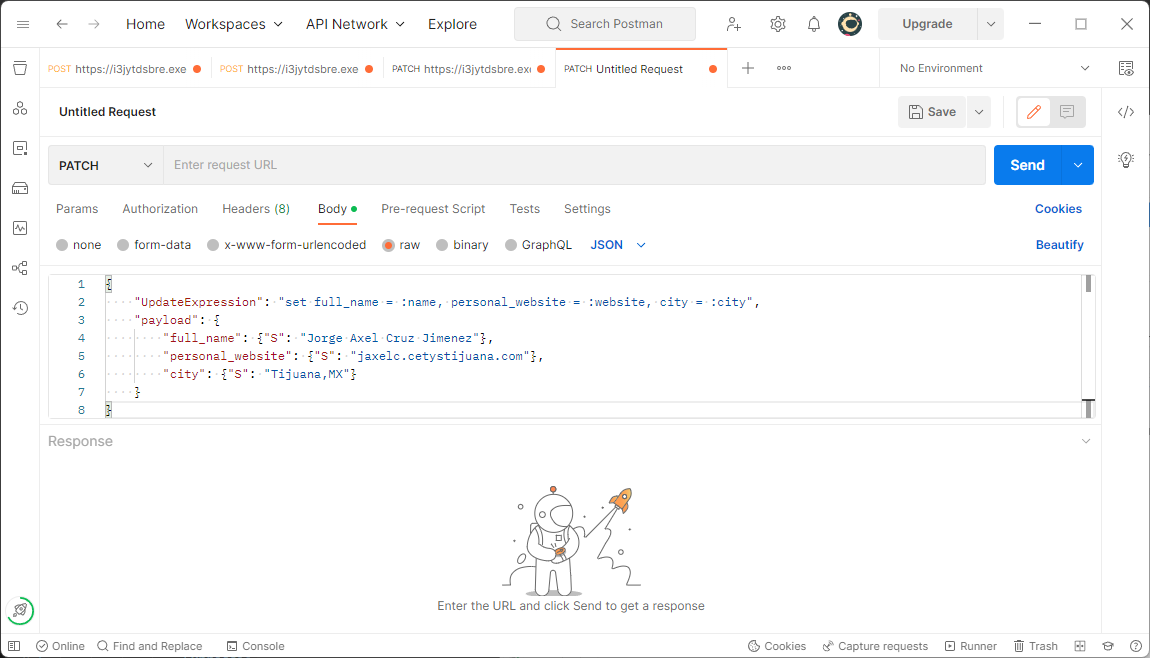 Home Workspaces API Network Explore Search Postman Upgrade
POST https://i3jytdsbre.exe POST https://i3jytdsbre.exe PATCH https://i3jytdsbre.ex PATCH Untitled Request No Environment
Untitled Request Save
PATCH Enter request URL Send
Params Authorization Headers (8) Body Pre-request Script Tests Settings Cookies
none form-data x-www-form-urlencoded raw binary GraphQL JSON Beautify
1 {
2 "UpdateExpression": "set full_name = :name, personal_website = :website, city = :city",
3 "payload": {
4 "full_name": {"S": "Jorge Axel Cruz Jimenez"},
5 "personal_website": {"S": "jaxelc.cetystijuana.com"},
6 "city": {"S": "Tijuana,MX"}
7 }
8 }
Response
Enter the URL and click Send to get a response
Online Find and Replace Console Cookies Capture requests Runner Trash